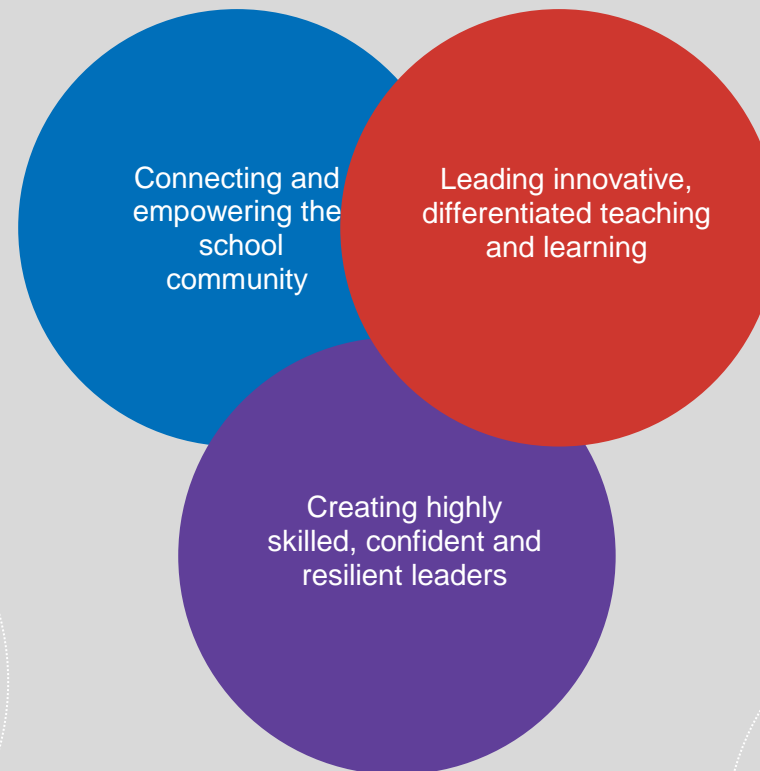 Connecting and
empowering the
school
community
Leading innovative,
differentiated teaching
and learning
Creating highly
skilled, confident and
resilient leaders